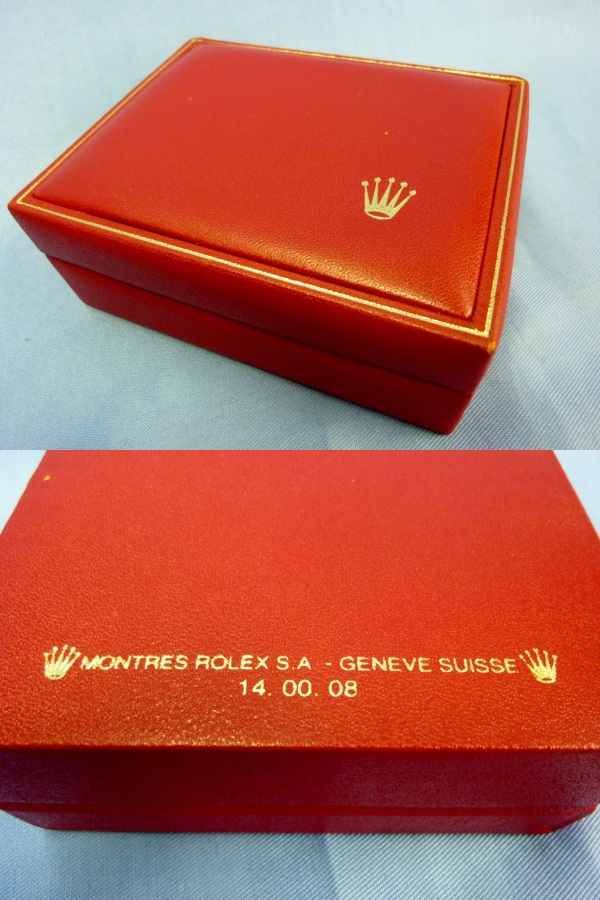 MONTRES ROLEX S.A - GENEVE SUISSE.
14. 00. 08